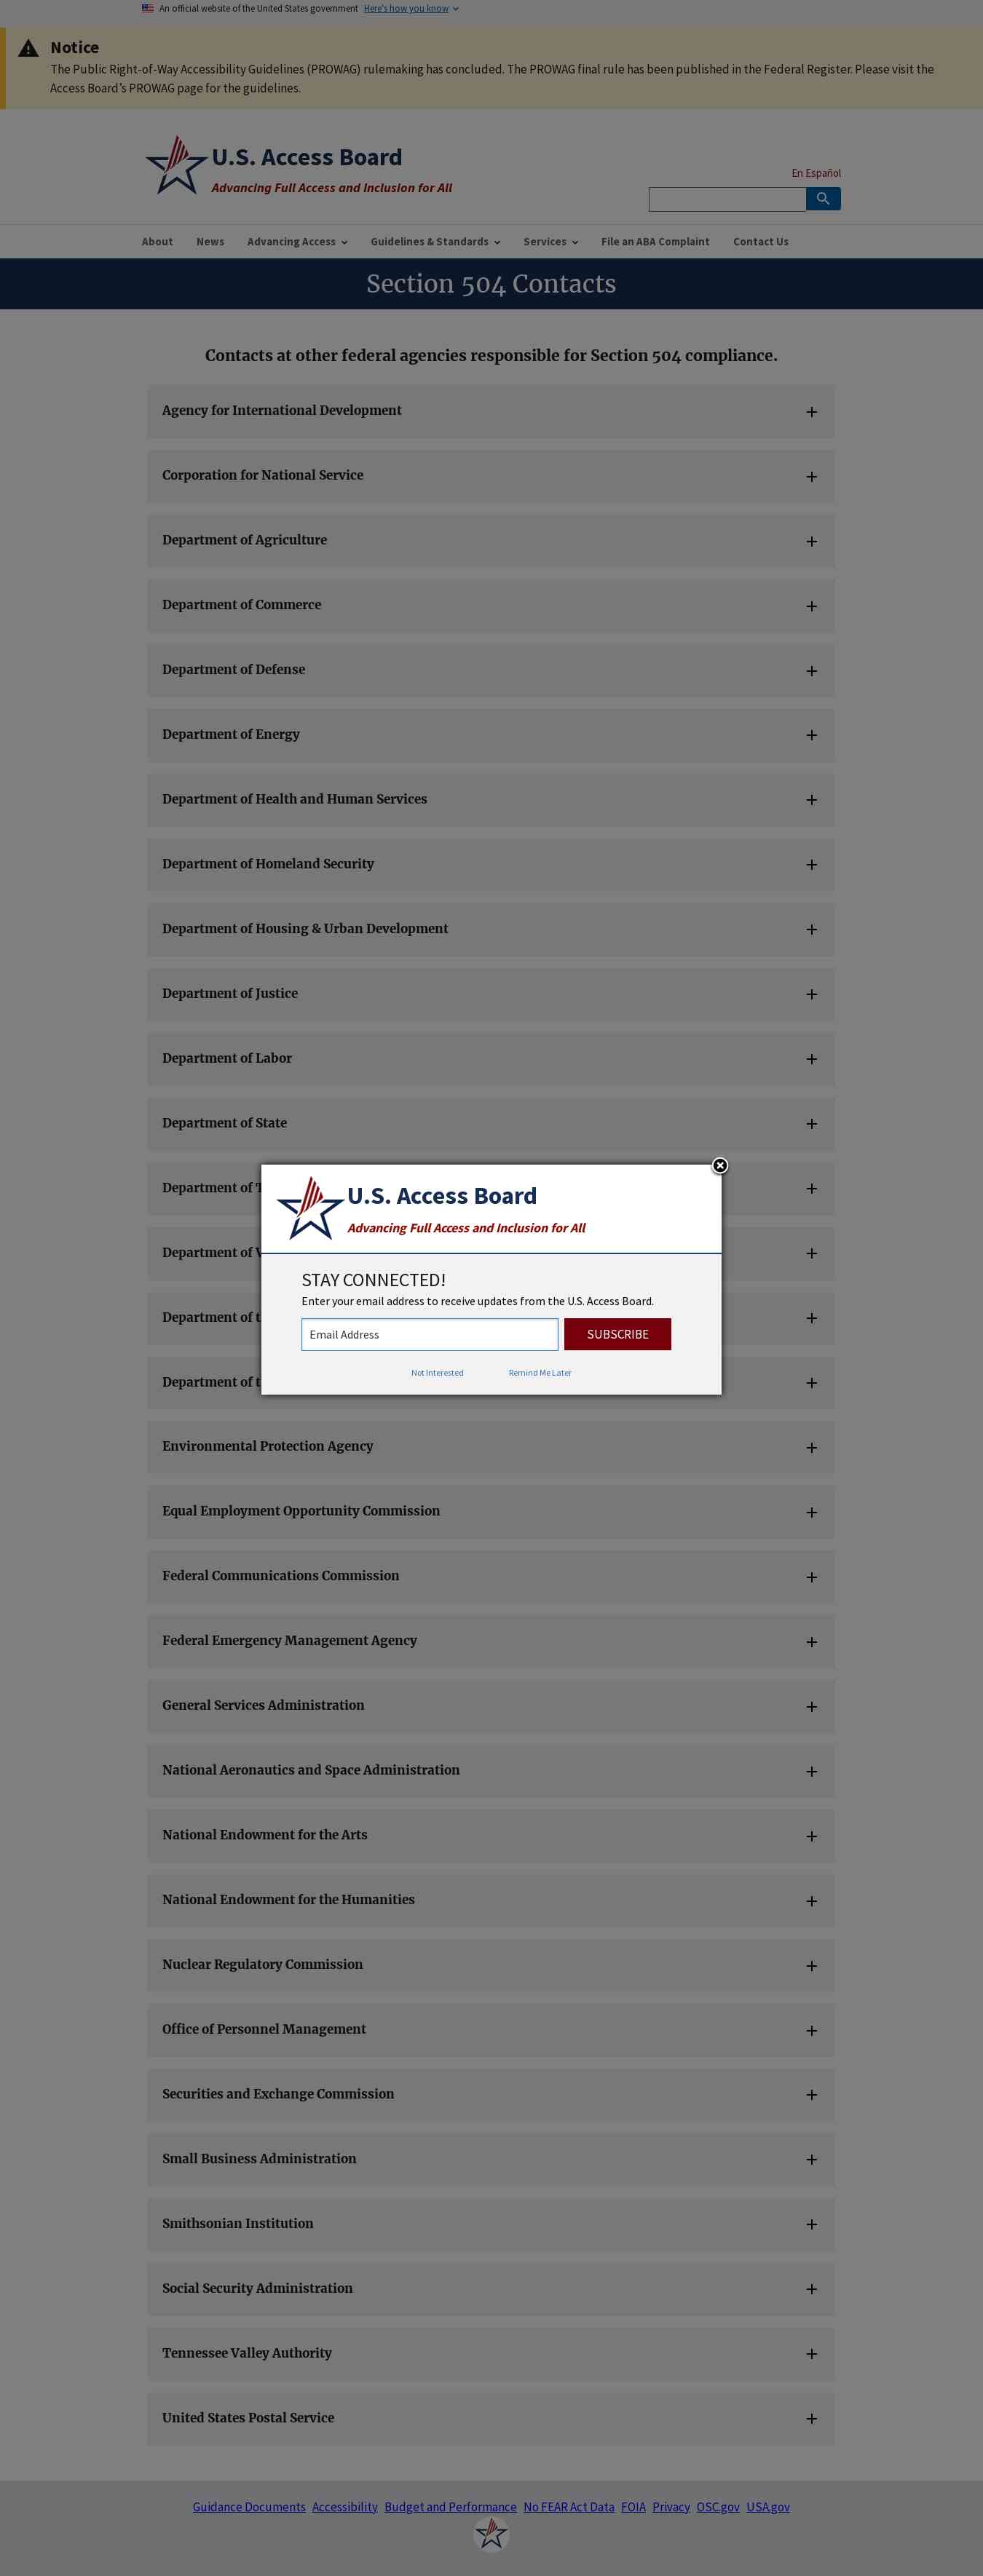 An official website of the United States government Here's how you know
Notice
The Public Right-of-Way Accessibility Guidelines (PROWAG) rulemaking has concluded. The PROWAG final rule has been published in the Federal Register. Please visit the
Access Board's PROWAG page for the guidelines.
U.S. Access Board
Advancing Full Access and Inclusion for All
En Español
About News Advancing Access Guidelines & Standards Services File an ABA Complaint Contact Us
Section 504 Contacts
Contacts at other federal agencies responsible for Section 504 compliance.
Agency for International Development
Corporation for National Service
Department of Agriculture
Department of Commerce
Department of Defense
Department of Energy
Department of Health and Human Services
Department of Homeland Security
Department of Housing & Urban Development
Department of Justice
Department of Labor
Department of State
Department of T
Department of V
Department of t
Department of t
U.S. Access Board
Advancing Full Access and Inclusion for All
STAY CONNECTED!
Enter your email address to receive updates from the U.S. Access Board.
Email Address SUBSCRIBE
Not Interested Remind Me Later
Environmental Protection Agency
Equal Employment Opportunity Commission
Federal Communications Commission
Federal Emergency Management Agency
General Services Administration
National Aeronautics and Space Administration
National Endowment for the Arts
National Endowment for the Humanities
Nuclear Regulatory Commission
Office of Personnel Management
Securities and Exchange Commission
Small Business Administration
Smithsonian Institution
Social Security Administration
Tennessee Valley Authority
United States Postal Service
Guidance Documents Accessibility Budget and Performance No FEAR Act Data FOIA Privacy OSC.gov USA.gov